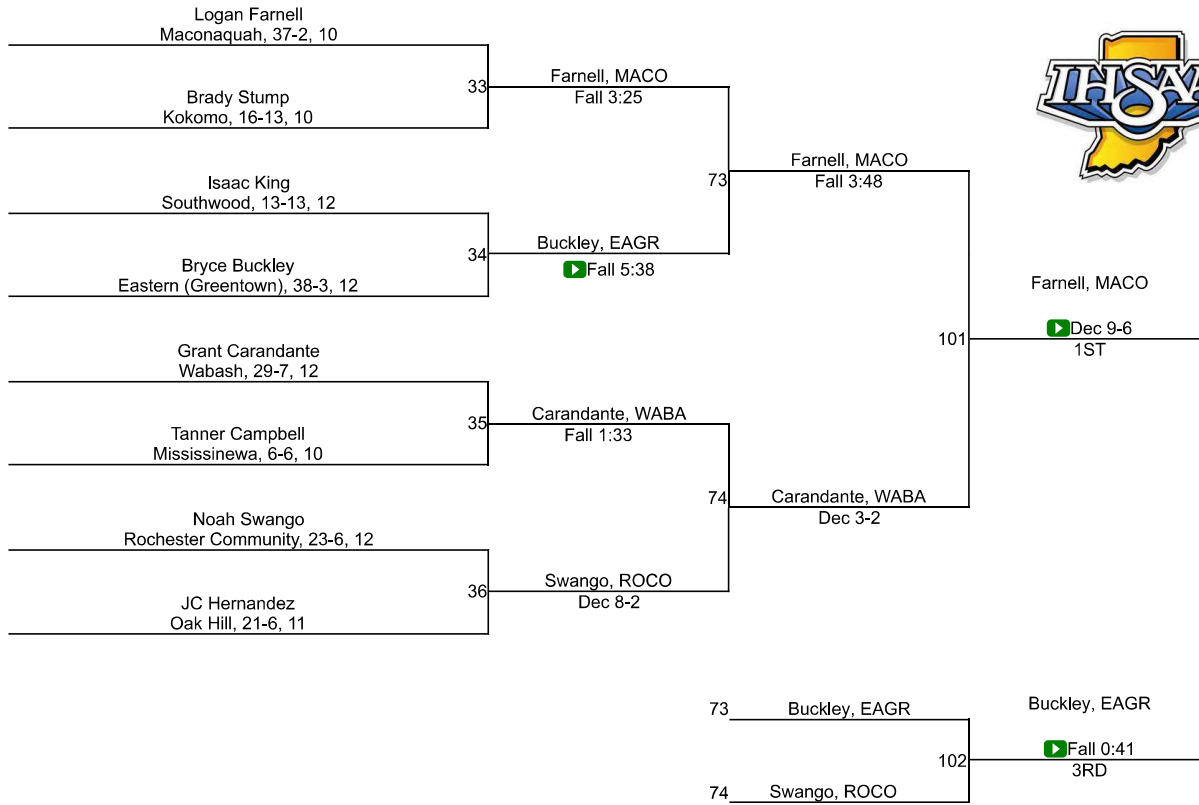 Logan Farnell
Maconaquah, 37-2, 10
33
Farnell, MACO
Fall 3:25
Brady Stump
Kokomo, 16-13, 10
73
Farnell, MACO
Fall 3:48
Isaac King
Southwood, 13-13, 12
34
Buckley, EAGR
Fall 5:38
Bryce Buckley
Eastern (Greentown), 38-3, 12
101
Farnell, MACO
Dec 9-6
1ST
Grant Carandante
Wabash, 29-7, 12
35
Carandante, WABA
Fall 1:33
Tanner Campbell
Mississinewa, 6-6, 10
74
Carandante, WABA
Dec 3-2
Noah Swango
Rochester Community, 23-6, 12
36
Swango, ROCO
Dec 8-2
JC Hernandez
Oak Hill, 21-6, 11
73
Buckley, EAGR
102
Buckley, EAGR
Fall 0:41
3RD
74
Swango, ROCO
IHSAA